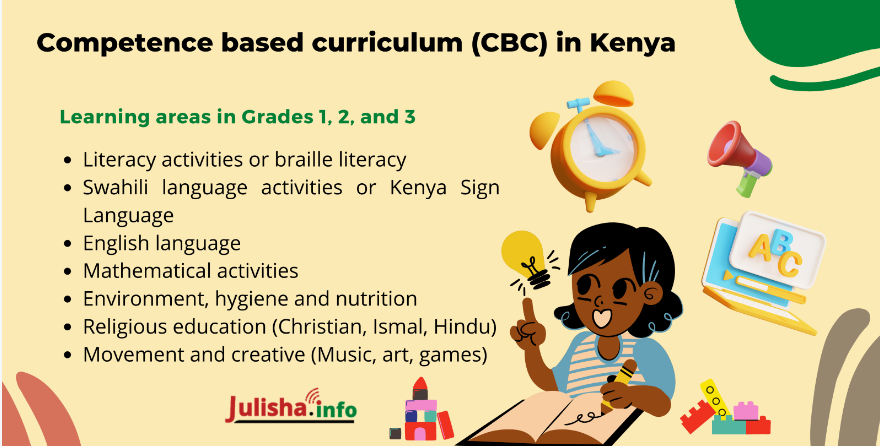 Competence based curriculum (CBC) in Kenya
Learning areas in Grades 1, 2, and 3
• Literacy activities or braille literacy
• Swahili language activities or Kenya Sign
Language
• English language
• Mathematical activities
• Environment, hygiene and nutrition
• Religious education (Christian, Ismal, Hindu)
• Movement and creative (Music, art, games)
ABC
Julisha.info